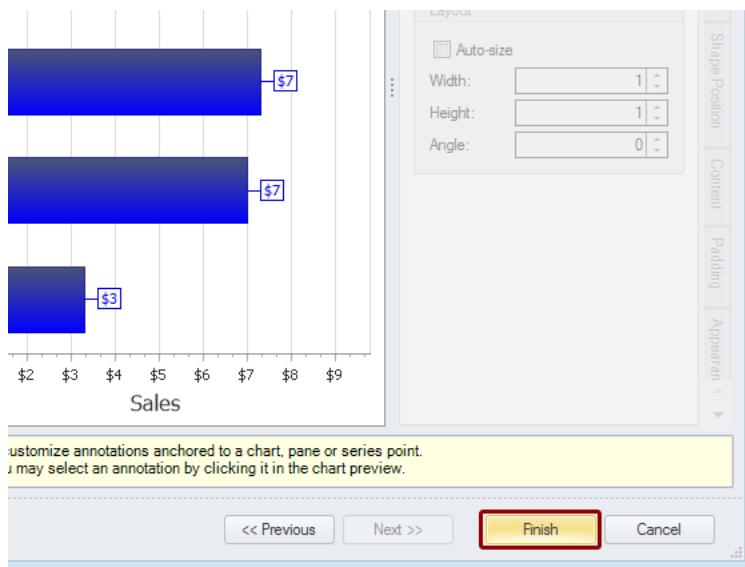 Layout
Auto-size
Width: 1
Height: 1
Angle: 0
Shape Position
Content
Padding
Appearan
$7
$7
$3
$2 $3 $4 $5 $6 $7 $8 $9
Sales
customize annotations anchored to a chart, pane or series point.
may select an annotation by clicking it in the chart preview.
<< Previous Next >> Finish Cancel